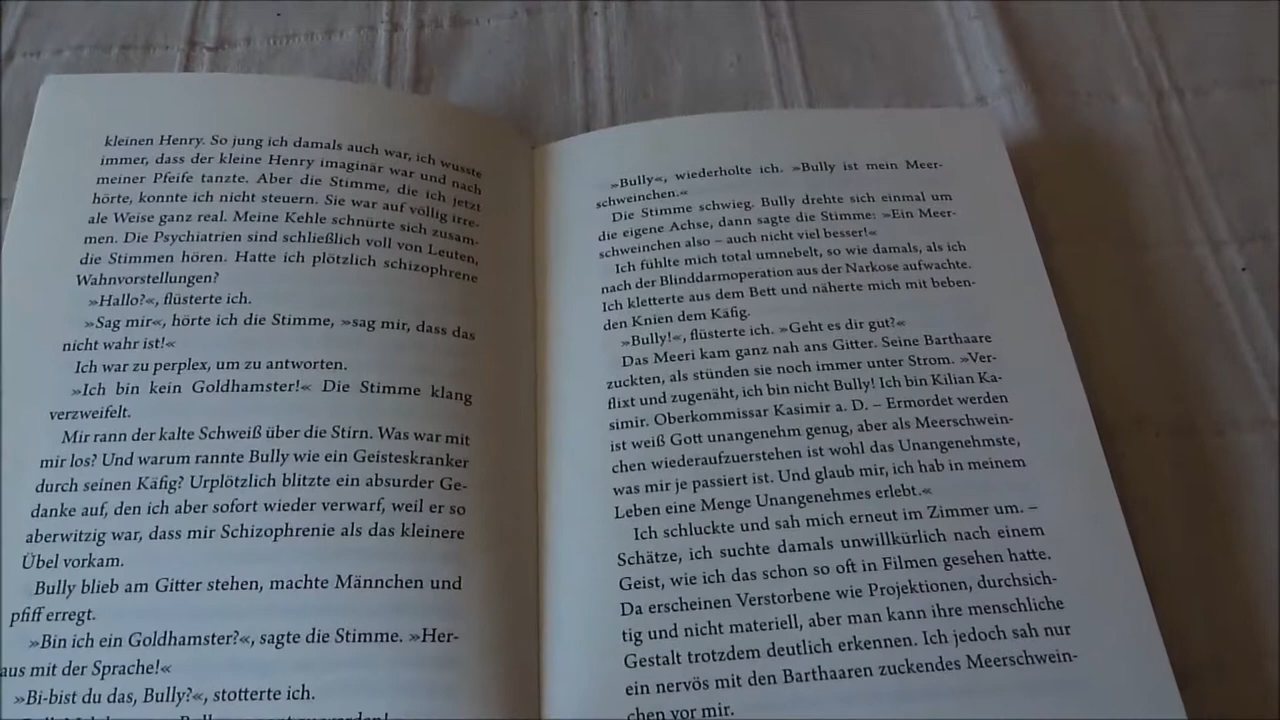 kleinen Henry. So jung ich damals auch war, ich wusste
immer, dass der kleine Henry imaginär war und nach
meiner Pfeife tanzte. Aber die Stimme, die ich jetzt
hörte, konnte ich nicht steuern. Sie war auf völlig irre-
ale Weise ganz real. Meine Kehle schnürte sich zusam-
men. Die Psychiatrien sind schließlich voll von Leuten,
die Stimmen hören. Hatte ich plötzlich schizophrene
Wahnvorstellungen?
»Hallo?«, flüsterte ich.
»Sag mir«, hörte ich die Stimme, »sag mir, dass das
nicht wahr ist!«
Ich war zu perplex, um zu antworten.
»Ich bin kein Goldhamster!« Die Stimme klang
verzweifelt.
Mir rann der kalte Schweiß über die Stirn. Was war mit
mir los? Und warum rannte Bully wie ein Geisteskranker
durch seinen Käfig? Urplötzlich blitzte ein absurder Ge-
danke auf, den ich aber sofort wieder verwarf, weil er so
aberwitzig war, dass mir Schizophrenie als das kleinere
Übel vorkam.
Bully blieb am Gitter stehen, machte Männchen und
pfiff erregt.
»Bin ich ein Goldhamster?«, sagte die Stimme. »Her-
aus mit der Sprache!«
»Bi-bist du das, Bully?«, stotterte ich.
»Bully«, wiederholte ich. »Bully ist mein Meer-
schweinchen.«
Die Stimme schwieg. Bully drehte sich einmal um
die eigene Achse, dann sagte die Stimme: »Ein Meer-
schweinchen also – auch nicht viel besser!«
Ich fühlte mich total umnebelt, so wie damals, als ich
nach der Blinddarmoperation aus der Narkose aufwachte.
Ich kletterte aus dem Bett und näherte mich mit beben-
den Knien dem Käfig.
»Bully!«, flüsterte ich. »Geht es dir gut?«
Das Meeri kam ganz nah ans Gitter. Seine Barthaare
zuckten, als stünden sie noch immer unter Strom. »Ver-
flixt und zugenäht, ich bin nicht Bully! Ich bin Kilian Ka-
simir. Oberkommissar Kasimir a. D. – Ermordet werden
ist weiß Gott unangenehm genug, aber als Meerschwein-
chen wiederaufzuerstehen ist wohl das Unangenehmste,
was mir je passiert ist. Und glaub mir, ich hab in meinem
Leben eine Menge Unangenehmes erlebt.«
Ich schluckte und sah mich erneut im Zimmer um. –
Schätze, ich suchte damals unwillkürlich nach einem
Geist, wie ich das schon so oft in Filmen gesehen hatte.
Da erscheinen Verstorbene wie Projektionen, durchsich-
tig und nicht materiell, aber man kann ihre menschliche
Gestalt trotzdem deutlich erkennen. Ich jedoch sah nur
ein nervös mit den Barthaaren zuckendes Meerschwein-
chen vor mir.